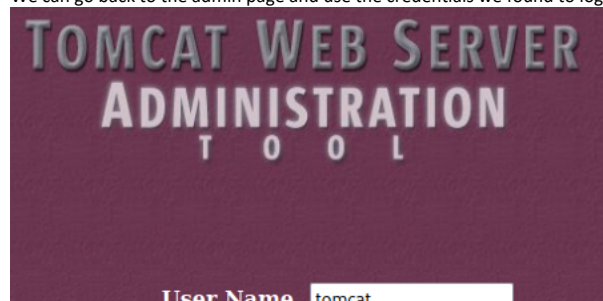 We can go back to the admin page and use the credentials we found to log
TOMCAT WEB SERVER
ADMINISTRATION
TOOL
User Name tomcat